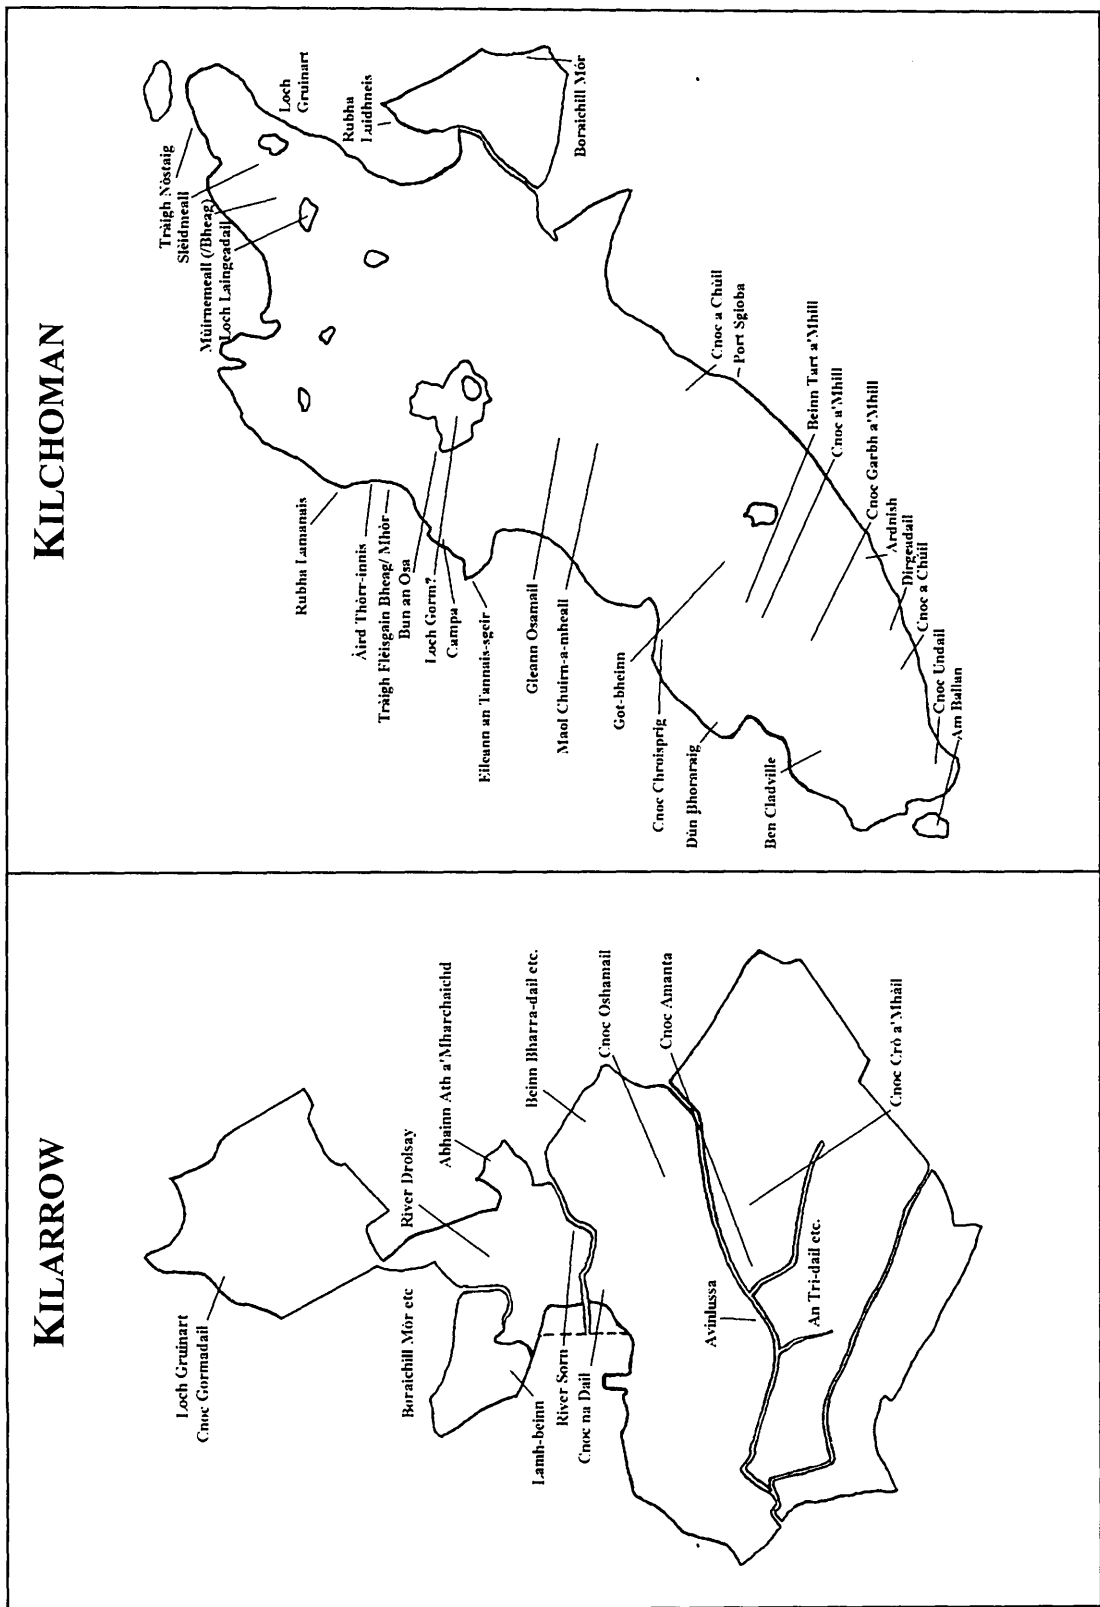 KILARROW
Loch Gruinart
Cnoc Gormadail
Boraichill Mór etc
River Drolsay
Abhainn Ath a'Mharchaichd
Lamh-beinn
River Sorn
Cnoc na Dail
Beinn Bharra-dail etc.
Cnoc Oshamail
Cnoc Amanta
Avinlussa
An Tri-dail etc.
Cnoc Crò a'Mhàil
KILCHOMAN
Tràigh Nòstaig
Slèidmeall
Mùirnemeall (/Bheag)
Loch Laingeadail
Loch
Gruinart
Rubha
Luidhneis
Boraichill Mór
Rubha Lamanais
Àird Thòrr-innis
Tràigh Flèisgain Bheag/ Mhòr
Bun an Osa
Loch Gorm?
Campa
Eileann an Tannais-sgeir
Gleann Osamail
Maol Chuirn-a-mheall
Got-bheinn
Cnoc Chroisprig
Dùn Bhoraraig
Ben Cladville
Cnoc a Chùil
Port Sgioba
Beinn Tart a'Mhill
Cnoc a'Mhill
Cnoc Garbh a'Mhill
Ardnish
Dirgeadail
Cnoc a Chùil
Cnoc Undail
Am Ballan